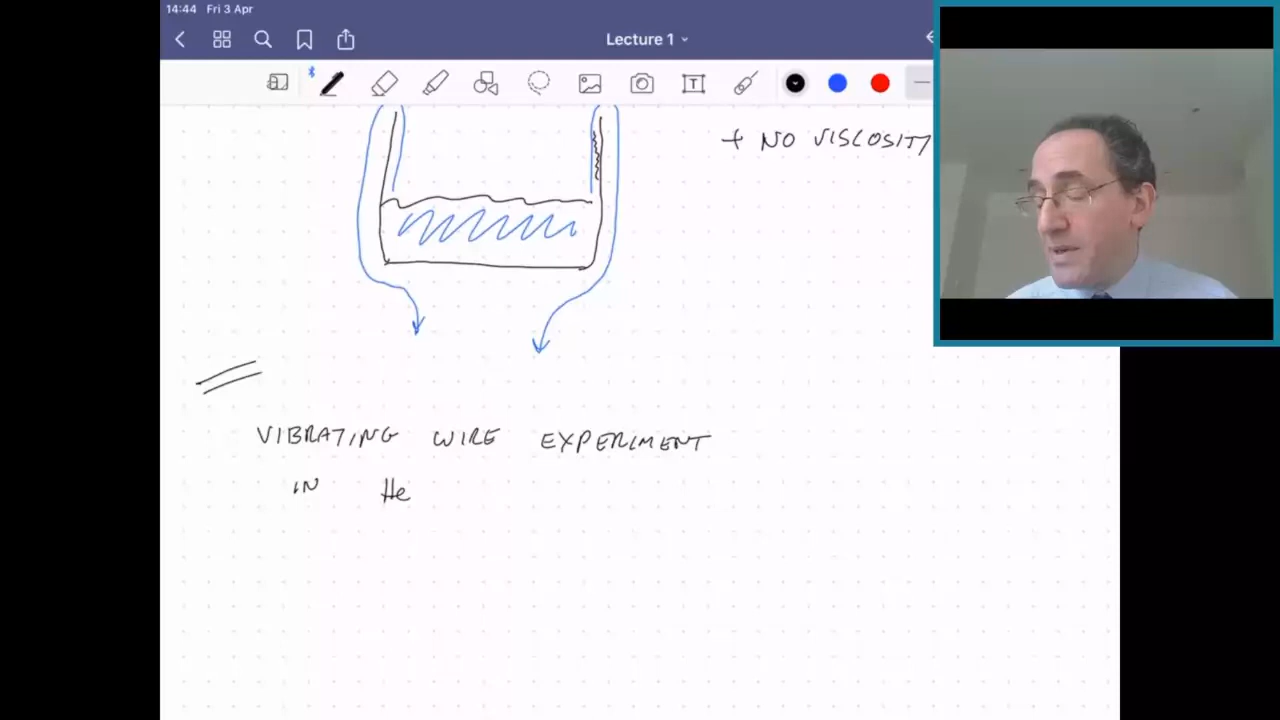 14:44 Fri 3 Apr
Lecture 1
T
+ NO VISCOSITY
VIBRATING WIRE EXPERIMENT
IN He